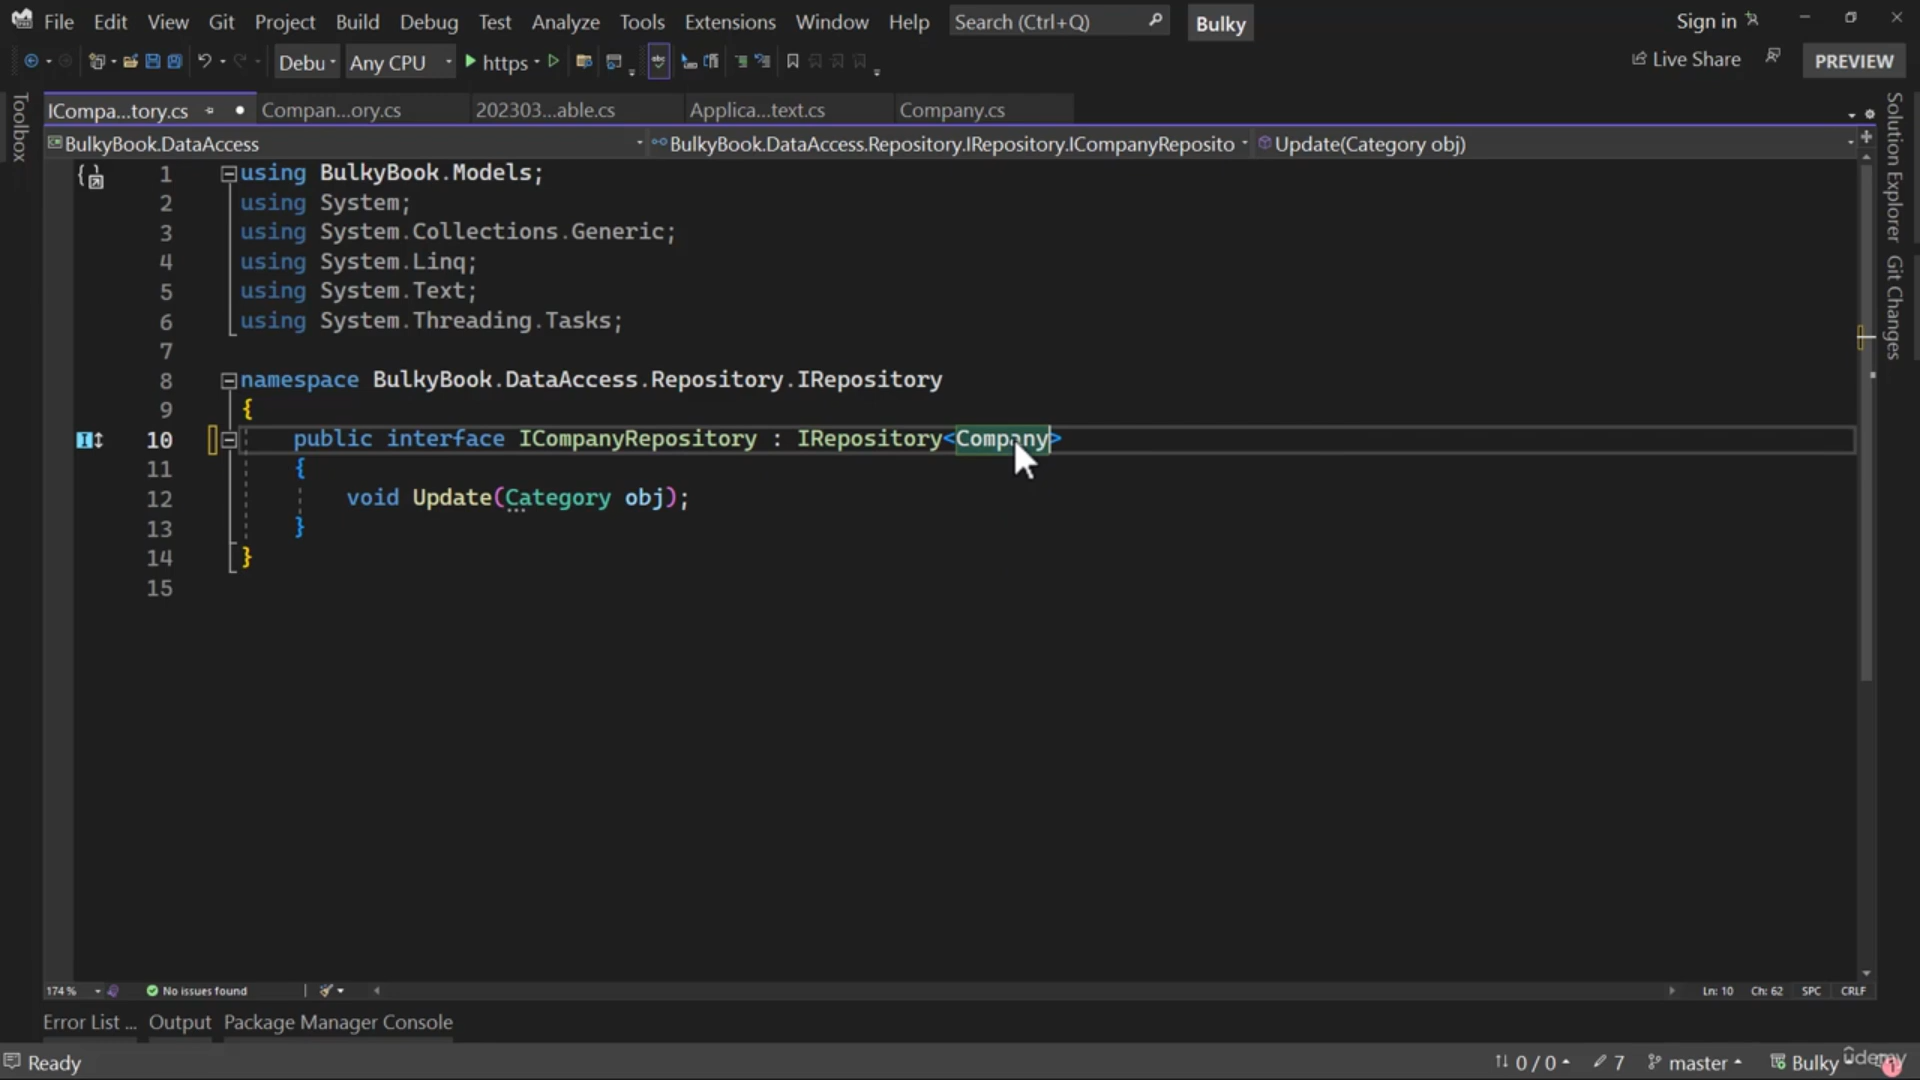 File Edit View Git Project Build Debug Test Analyze Tools Extensions Window Help Search (Ctrl+Q) Bulky Sign in
Debu Any CPU https Live Share PREVIEW
ICompa...tory.cs Compan...ory.cs 202303...able.cs Applica...text.cs Company.cs
BulkyBook.DataAccess BulkyBook.DataAccess.Repository.IRepository.ICompanyReposito Update(Category obj)
Toolbox
Solution Explorer
Git Changes
1 using BulkyBook.Models;
2 using System;
3 using System.Collections.Generic;
4 using System.Linq;
5 using System.Text;
6 using System.Threading.Tasks;
7
8 namespace BulkyBook.DataAccess.Repository.IRepository
9 {
10 public interface ICompanyRepository : IRepository<Company>
11 {
12 void Update(Category obj);
13 }
14 }
15
174 % No issues found Ln: 10 Ch: 62 SPC CRLF
Error List ... Output Package Manager Console
Ready 0 / 0 7 master Bulky 1
ûdemy